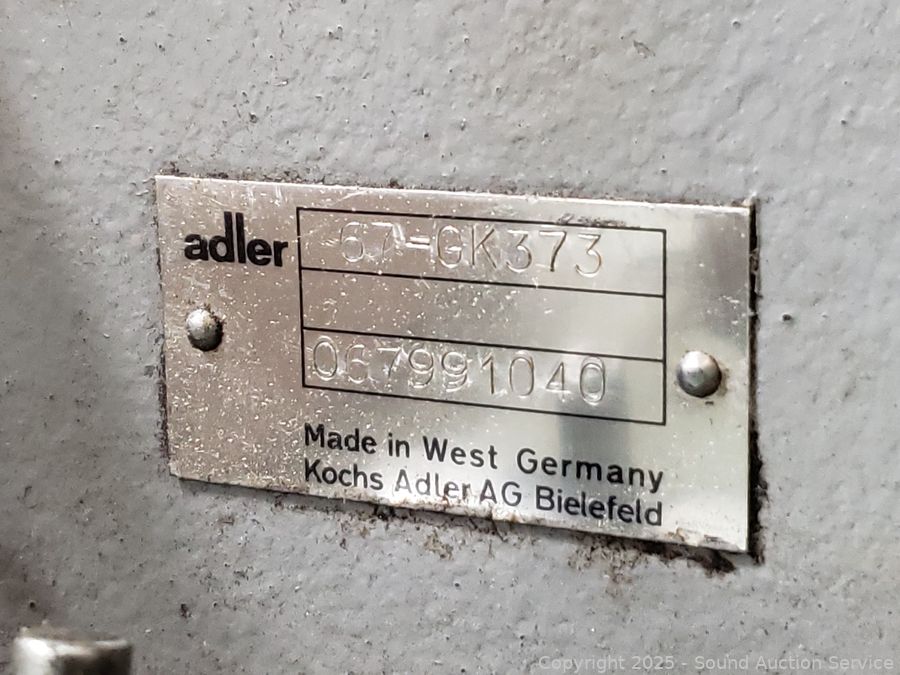 adler
67-GK373
067991040
Made in West Germany
Kochs Adler AG Bielefeld
Copyright 2025 - Sound Auction Service